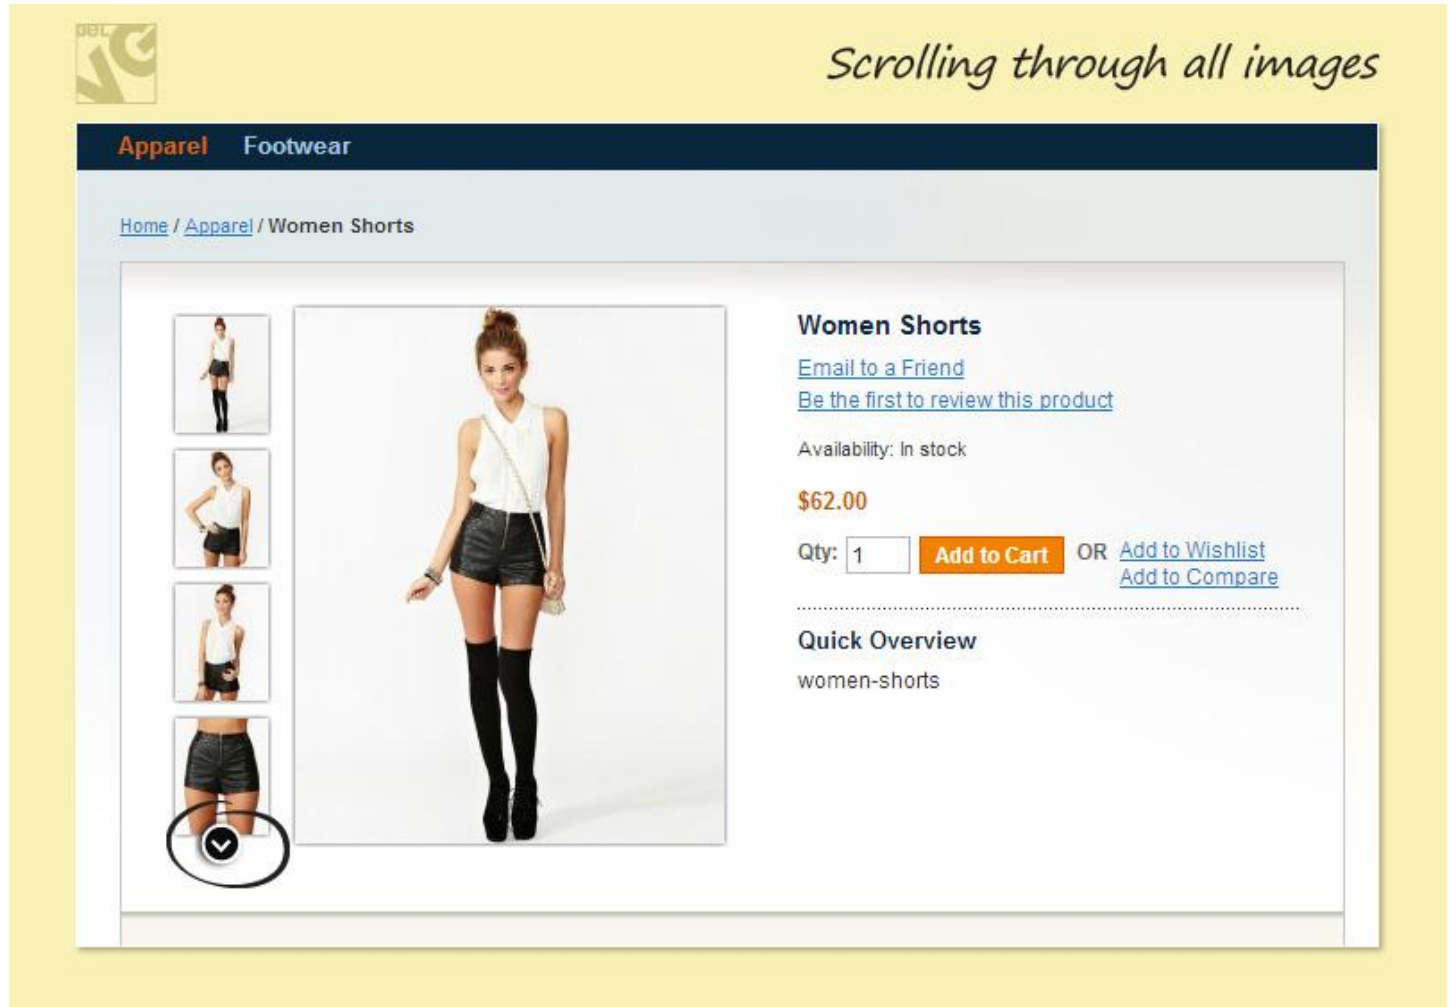 Scrolling through all images
Apparel Footwear
Home / Apparel / Women Shorts
Women Shorts
Email to a Friend
Be the first to review this product
Availability: In stock
$62.00
Qty: 1 Add to Cart OR Add to Wishlist
Add to Compare
Quick Overview
women-shorts